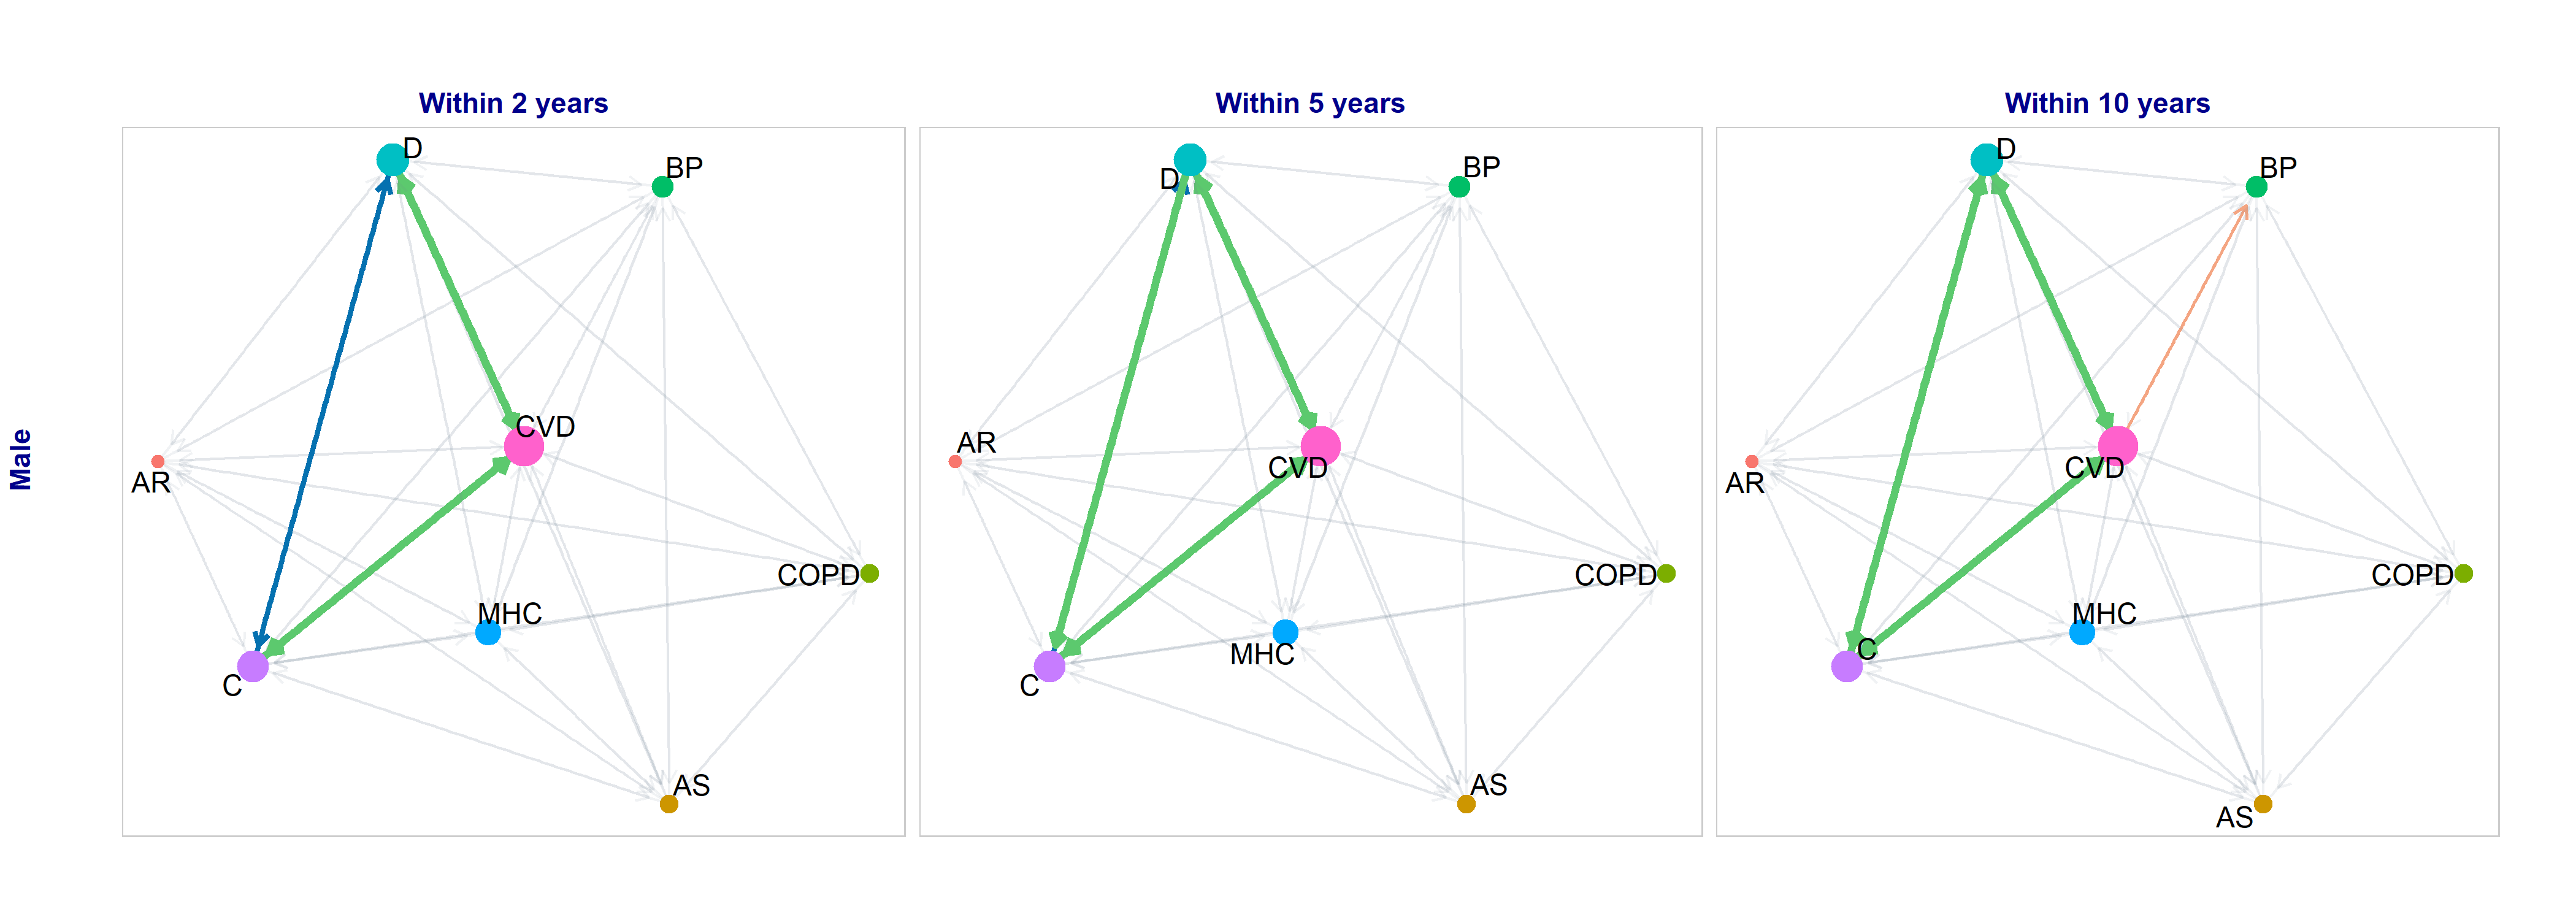 Within 2 years
Within 5 years
Within 10 years
Male
D
BP
CVD
AR
COPD
MHC
C
AS
D
BP
AR
CVD
COPD
MHC
C
AS
D
BP
CVD
AR
COPD
MHC
C
AS